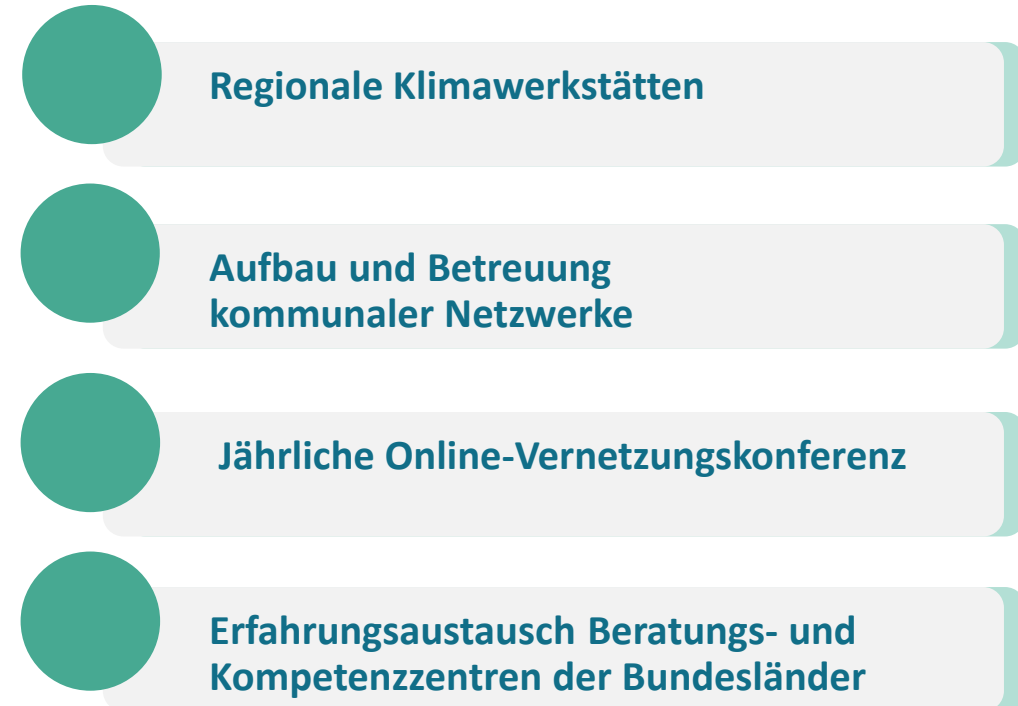 Regionale Klimawerkstätten
Aufbau und Betreuung
kommunaler Netzwerke
Jährliche Online-Vernetzungskonferenz
Erfahrungsaustausch Beratungs- und
Kompetenzzentren der Bundesländer